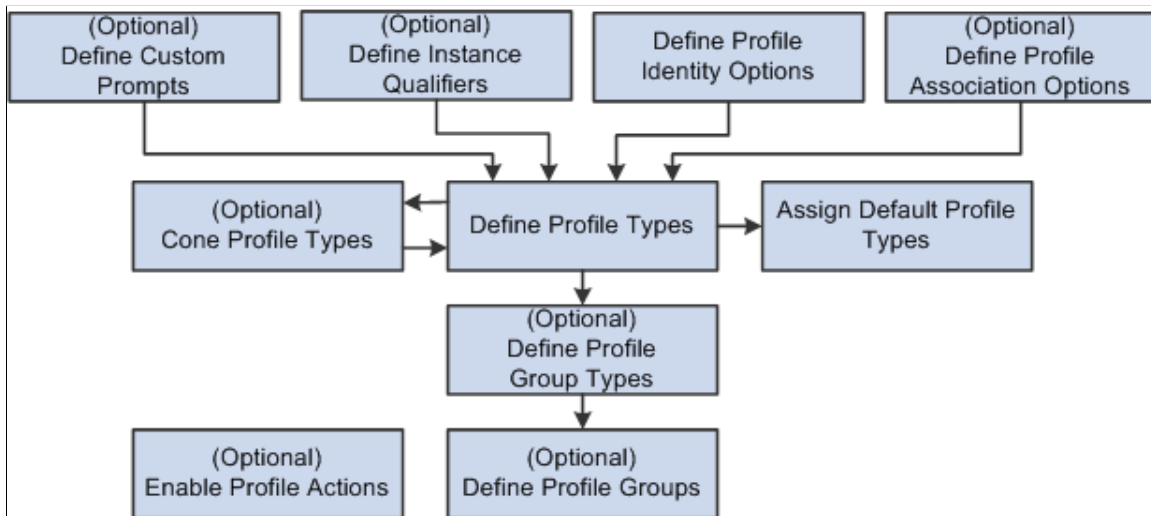 (Optional)
Define Custom
Prompts
(Optional)
Define Instance
Qualifiers
Define Profile
Identity Options
(Optional)
Define Profile
Association Options
(Optional)
Cone Profile Types
Define Profile Types
Assign Default Profile
Types
(Optional)
Define Profile
Group Types
(Optional)
Enable Profile Actions
(Optional)
Define Profile Groups